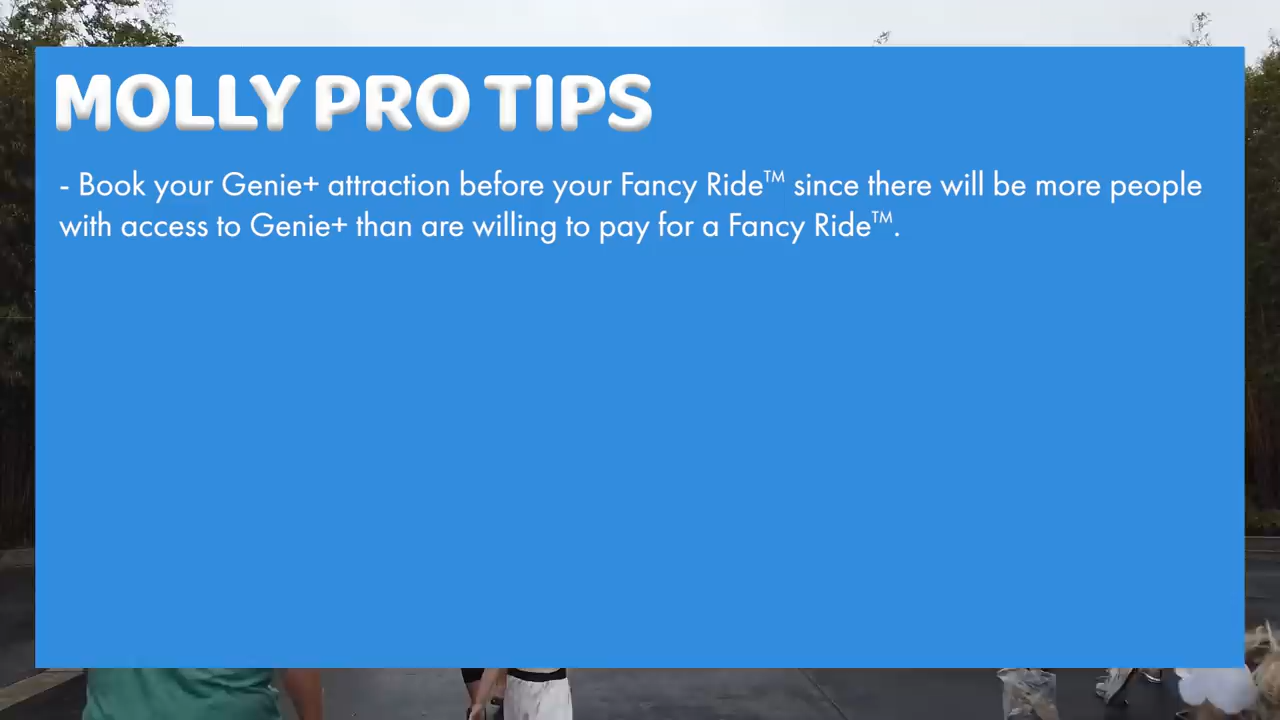 MOLLY PRO TIPS
- Book your Genie+ attraction before your Fancy Ride™ since there will be more people
with access to Genie+ than are willing to pay for a Fancy Ride™.